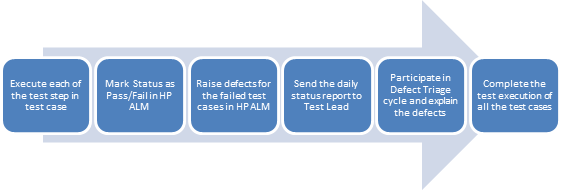 Execute each of
the test step in
test case
Mark Status as
Pass/Fail in HP
ALM
Raise defects for
the failed test
cases in HP ALM
Send the daily
status report to
Test Lead
Participate in
Defect Triage
cycle and explain
the defects
Complete the
test execution of
all the test cases